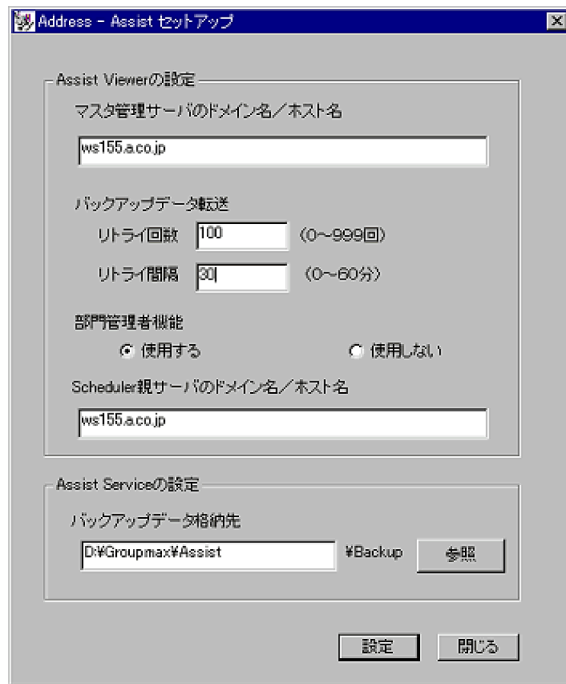 Address - Assist セットアップ
Assist Viewerの設定
マスタ管理サーバのドメイン名／ホスト名
ws155.a.co.jp
バックアップデータ転送
リトライ回数 100 (0～999回)
リトライ間隔 30 (0～60分)
部門管理者機能
使用する 使用しない
Scheduler親サーバのドメイン名／ホスト名
ws155.a.co.jp
Assist Serviceの設定
バックアップデータ格納先
D:¥Groupmax¥Assist ¥Backup 参照
設定 閉じる